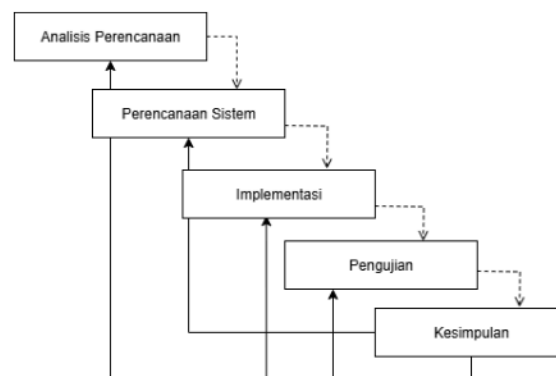 Analisis Perencanaan
Perencanaan Sistem
Implementasi
Pengujian
Kesimpulan